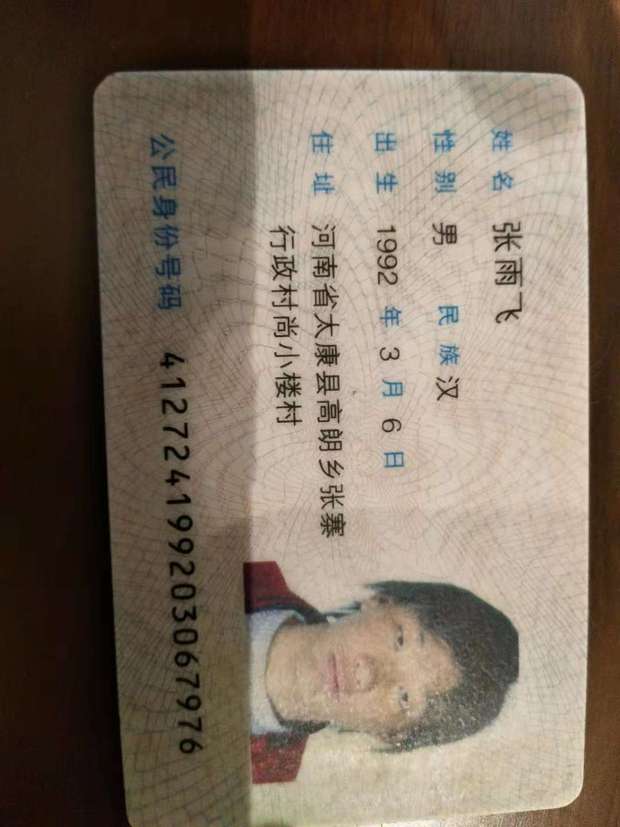 姓名 张雨飞
性别 男 民族 汉
出生 1992 年 3 月 6 日
住址 河南省太康县高朗乡张寨
行政村尚小楼村
公民身份号码 412724199203067976